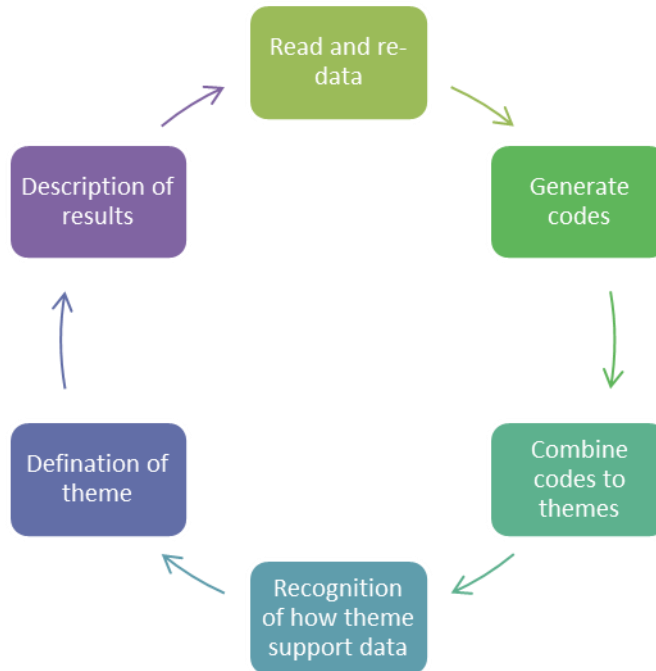 Read and re-
data
Generate
codes
Combine
codes to
themes
Recognition
of how theme
support data
Defination of
theme
Description of
results